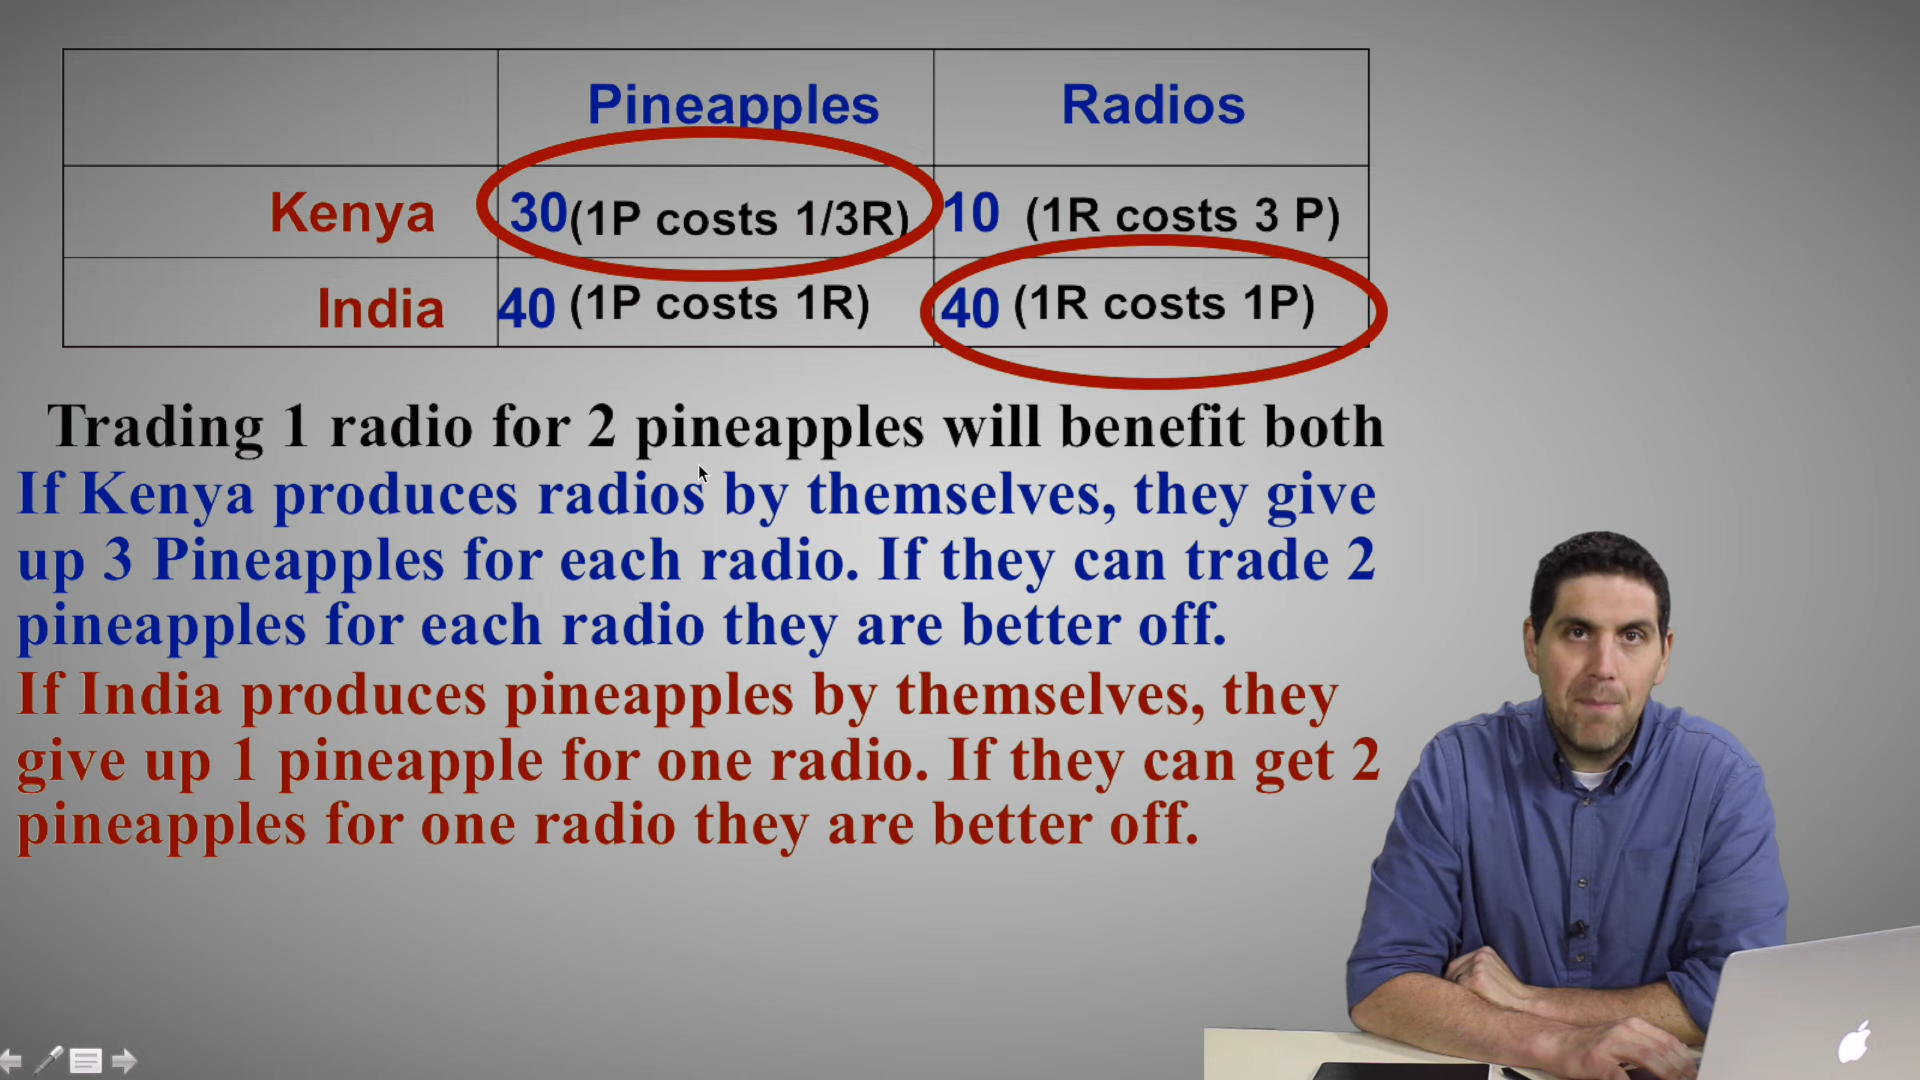 Pineapples Radios
Kenya 30 (1P costs 1/3R) 10 (1R costs 3 P)
India 40 (1P costs 1R) 40 (1R costs 1P)
Trading 1 radio for 2 pineapples will benefit both
If Kenya produces radios by themselves, they give
up 3 Pineapples for each radio. If they can trade 2
pineapples for each radio they are better off.
If India produces pineapples by themselves, they
give up 1 pineapple for one radio. If they can get 2
pineapples for one radio they are better off.